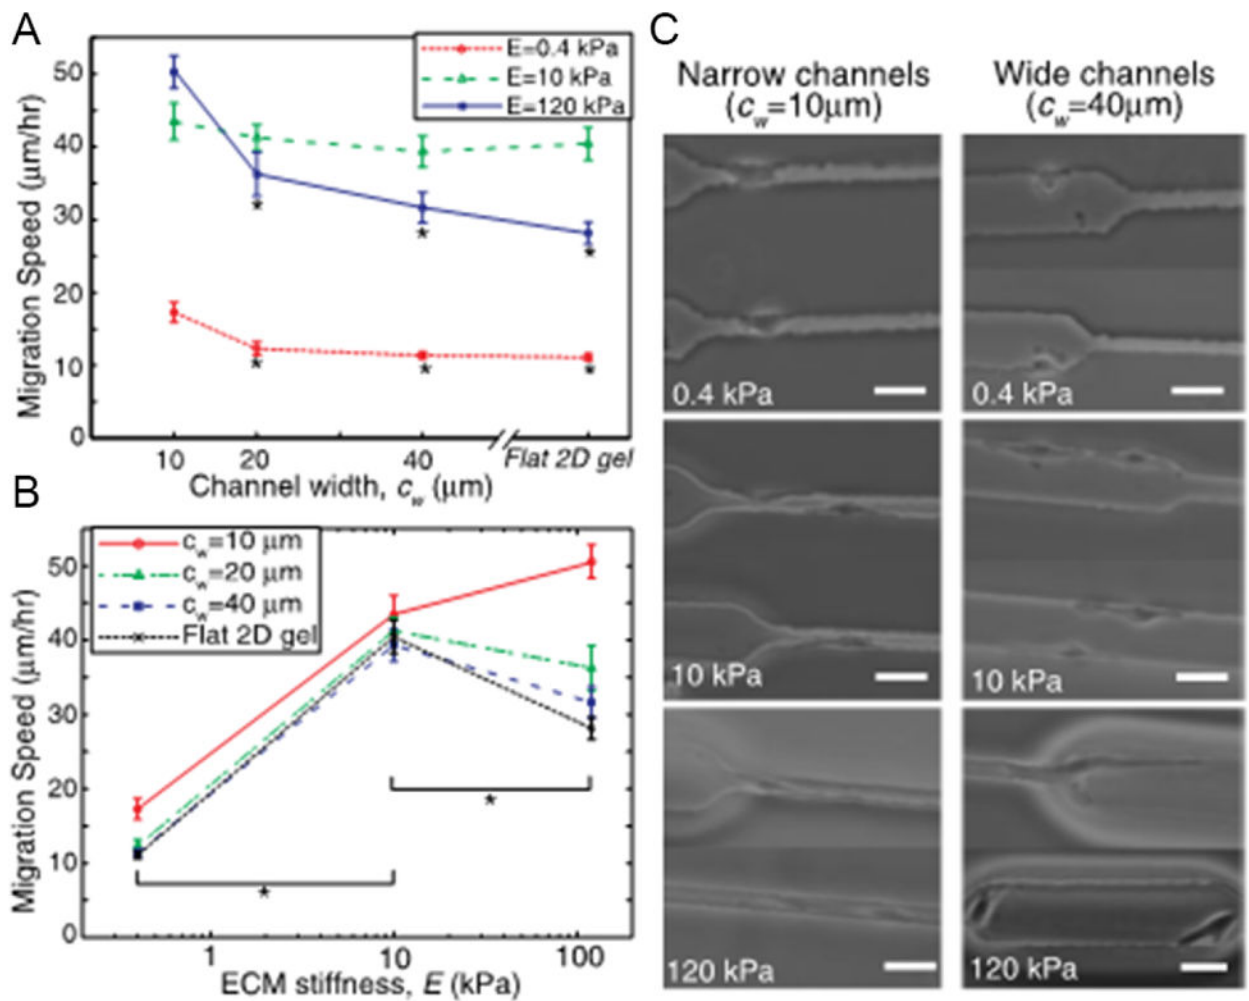 A
Migration Speed (μm/hr)
50
40
30
20
10
0
E=0.4 kPa
E=10 kPa
E=120 kPa
*
*
*
*
*
*
10
20
40
Flat 2D gel
Channel width, cw (μm)
B
Migration Speed (μm/hr)
50
40
30
20
10
0
cw=10 μm
cw=20 μm
cw=40 μm
Flat 2D gel
*
*
1
10
100
ECM stiffness, E (kPa)
C
Narrow channels
(cw=10μm)
Wide channels
(cw=40μm)
0.4 kPa
0.4 kPa
10 kPa
10 kPa
120 kPa
120 kPa